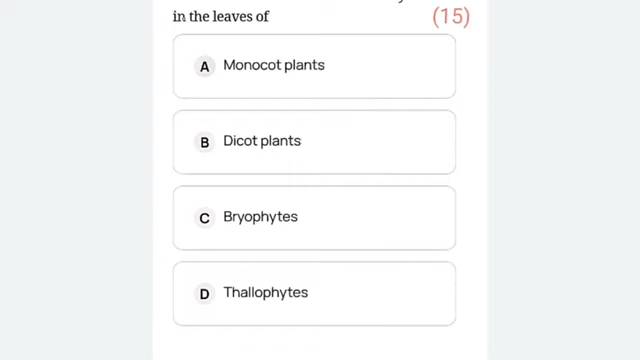 in the leaves of (15)
A Monocot plants
B Dicot plants
C Bryophytes
D Thallophytes